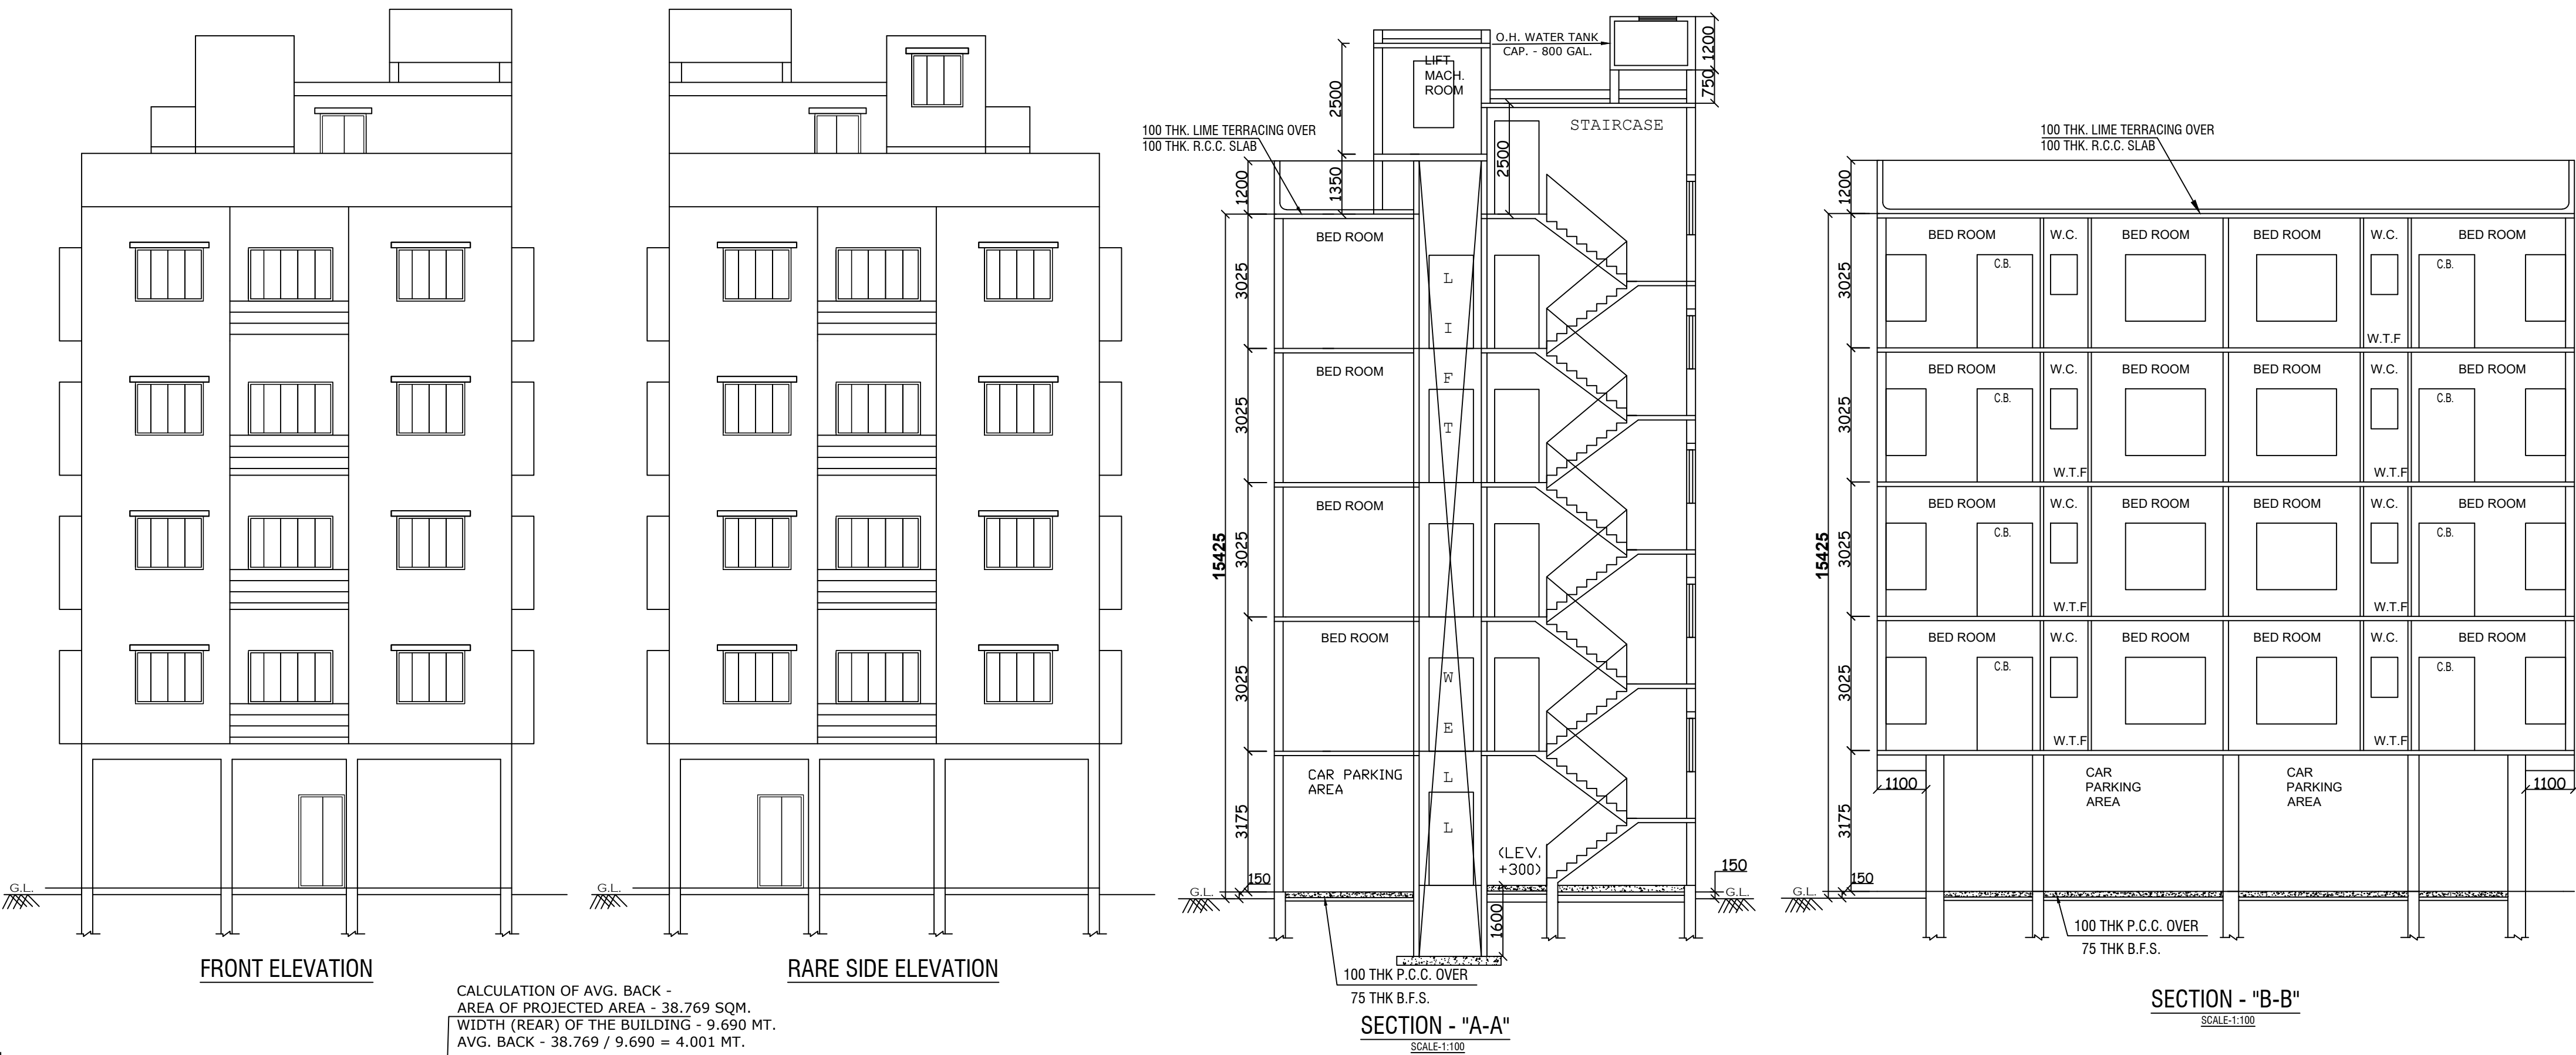 G.L.
FRONT ELEVATION
G.L.
RARE SIDE ELEVATION
CALCULATION OF AVG. BACK -
AREA OF PROJECTED AREA - 38.769 SQM.
WIDTH (REAR) OF THE BUILDING - 9.690 MT.
AVG. BACK - 38.769 / 9.690 = 4.001 MT.
O.H. WATER TANK
CAP. - 800 GAL.
1200
750
LIFT
MACH.
ROOM
2500
1350
100 THK. LIME TERRACING OVER
100 THK. R.C.C. SLAB
STAIRCASE
2500
1200
BED ROOM
3025
BED ROOM
3025
BED ROOM
3025
BED ROOM
3025
15425
L
I
F
T
W
E
L
L
CAR PARKING
AREA
3175
(LEV.
+300)
150
150
G.L.
G.L.
1600
100 THK P.C.C. OVER
75 THK B.F.S.
SECTION - "A-A"
SCALE-1:100
100 THK. LIME TERRACING OVER
100 THK. R.C.C. SLAB
1200
BED ROOM W.C. BED ROOM BED ROOM W.C. BED ROOM
C.B. C.B.
3025
W.T.F
BED ROOM W.C. BED ROOM BED ROOM W.C. BED ROOM
C.B. C.B.
3025
W.T.F W.T.F
BED ROOM W.C. BED ROOM BED ROOM W.C. BED ROOM
C.B. C.B.
3025
15425
W.T.F W.T.F
BED ROOM W.C. BED ROOM BED ROOM W.C. BED ROOM
C.B. C.B.
3025
W.T.F W.T.F
1100
CAR
PARKING
AREA
CAR
PARKING
AREA
1100
3175
150
G.L.
100 THK P.C.C. OVER
75 THK B.F.S.
SECTION - "B-B"
SCALE-1:100